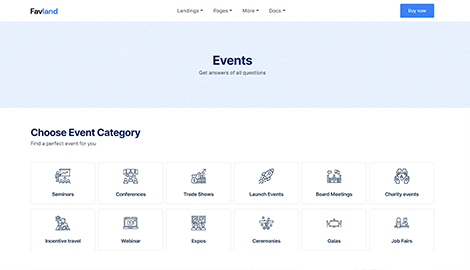 Favland
Landings Pages More Docs
Buy now
Events
Get answers of all questions
Choose Event Category
Find a perfect event for you
Seminars Conferences Trade Shows Launch Events Board Meetings Charity events
Incentive travel Webinar Expos Ceremonies Galas Job Fairs